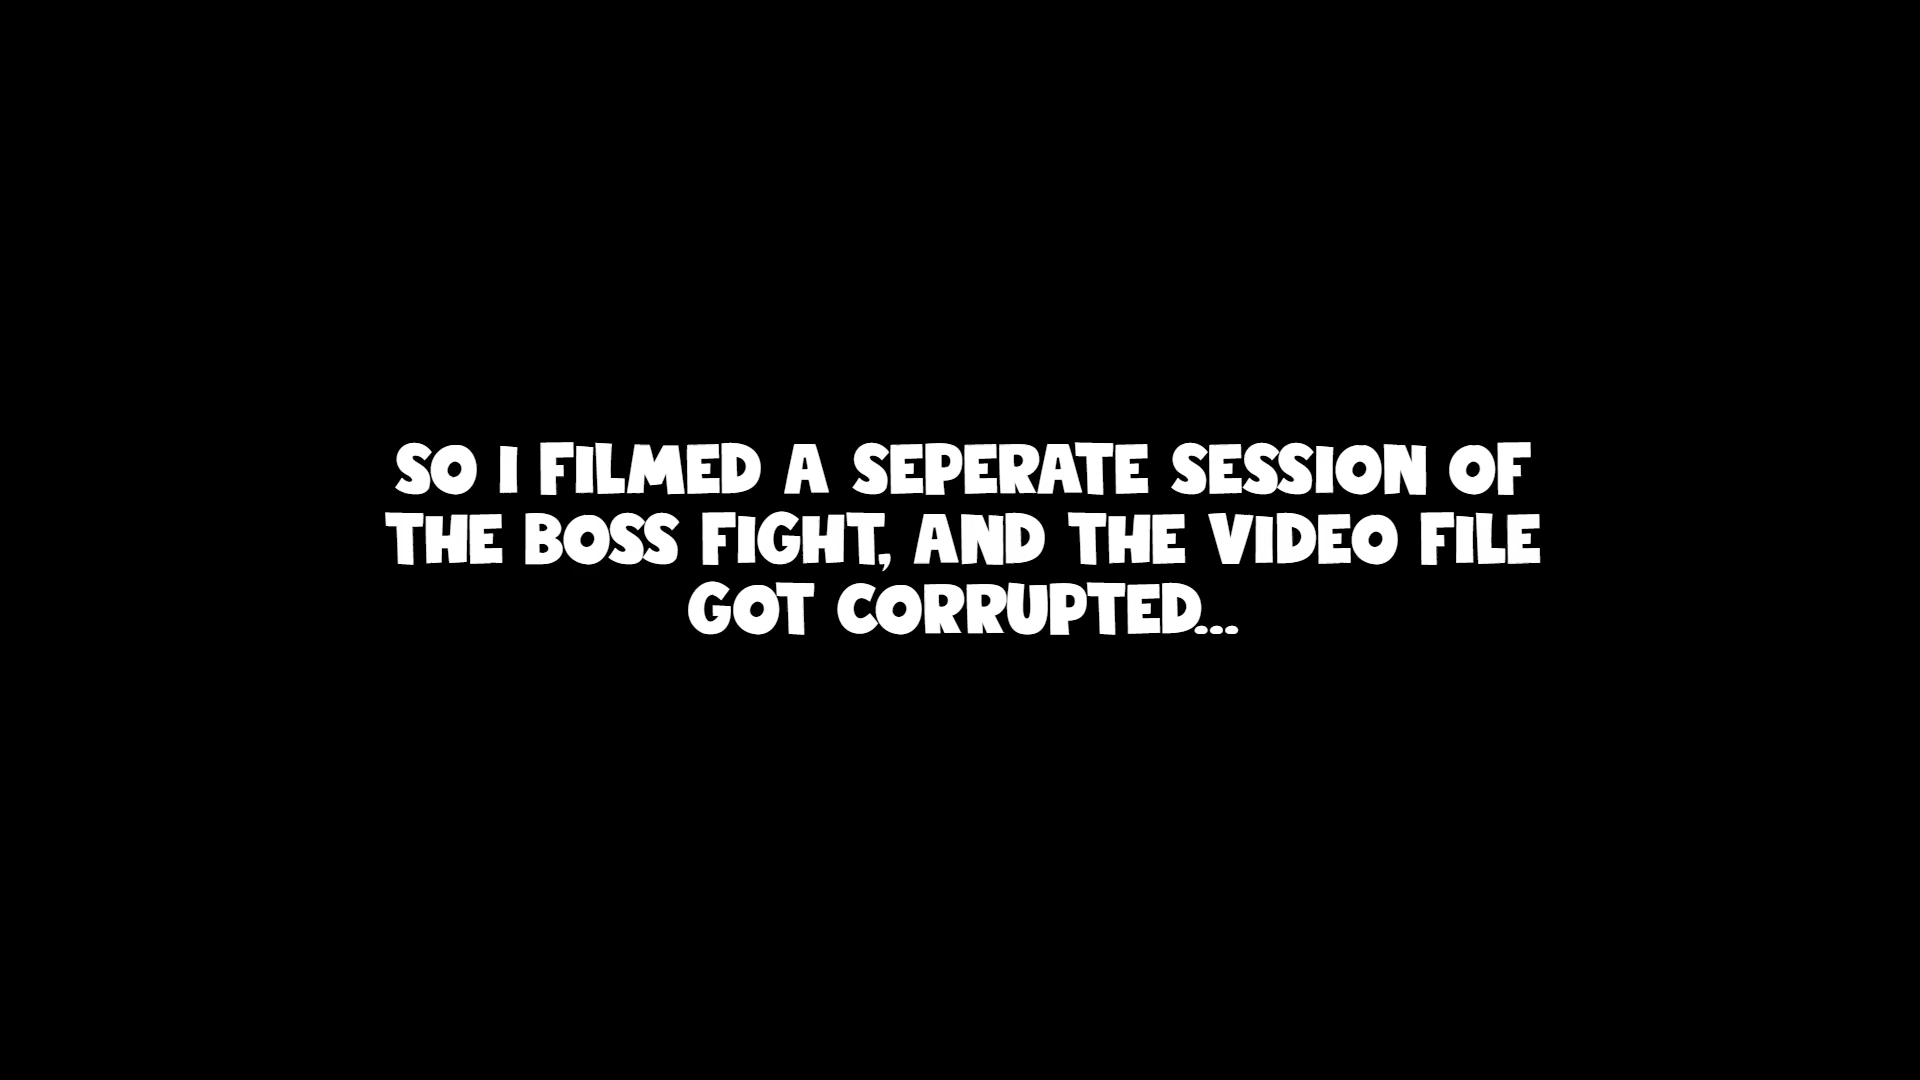 SO I FILMED A SEPERATE SESSION OF
THE BOSS FIGHT, AND THE VIDEO FILE
GOT CORRUPTED...